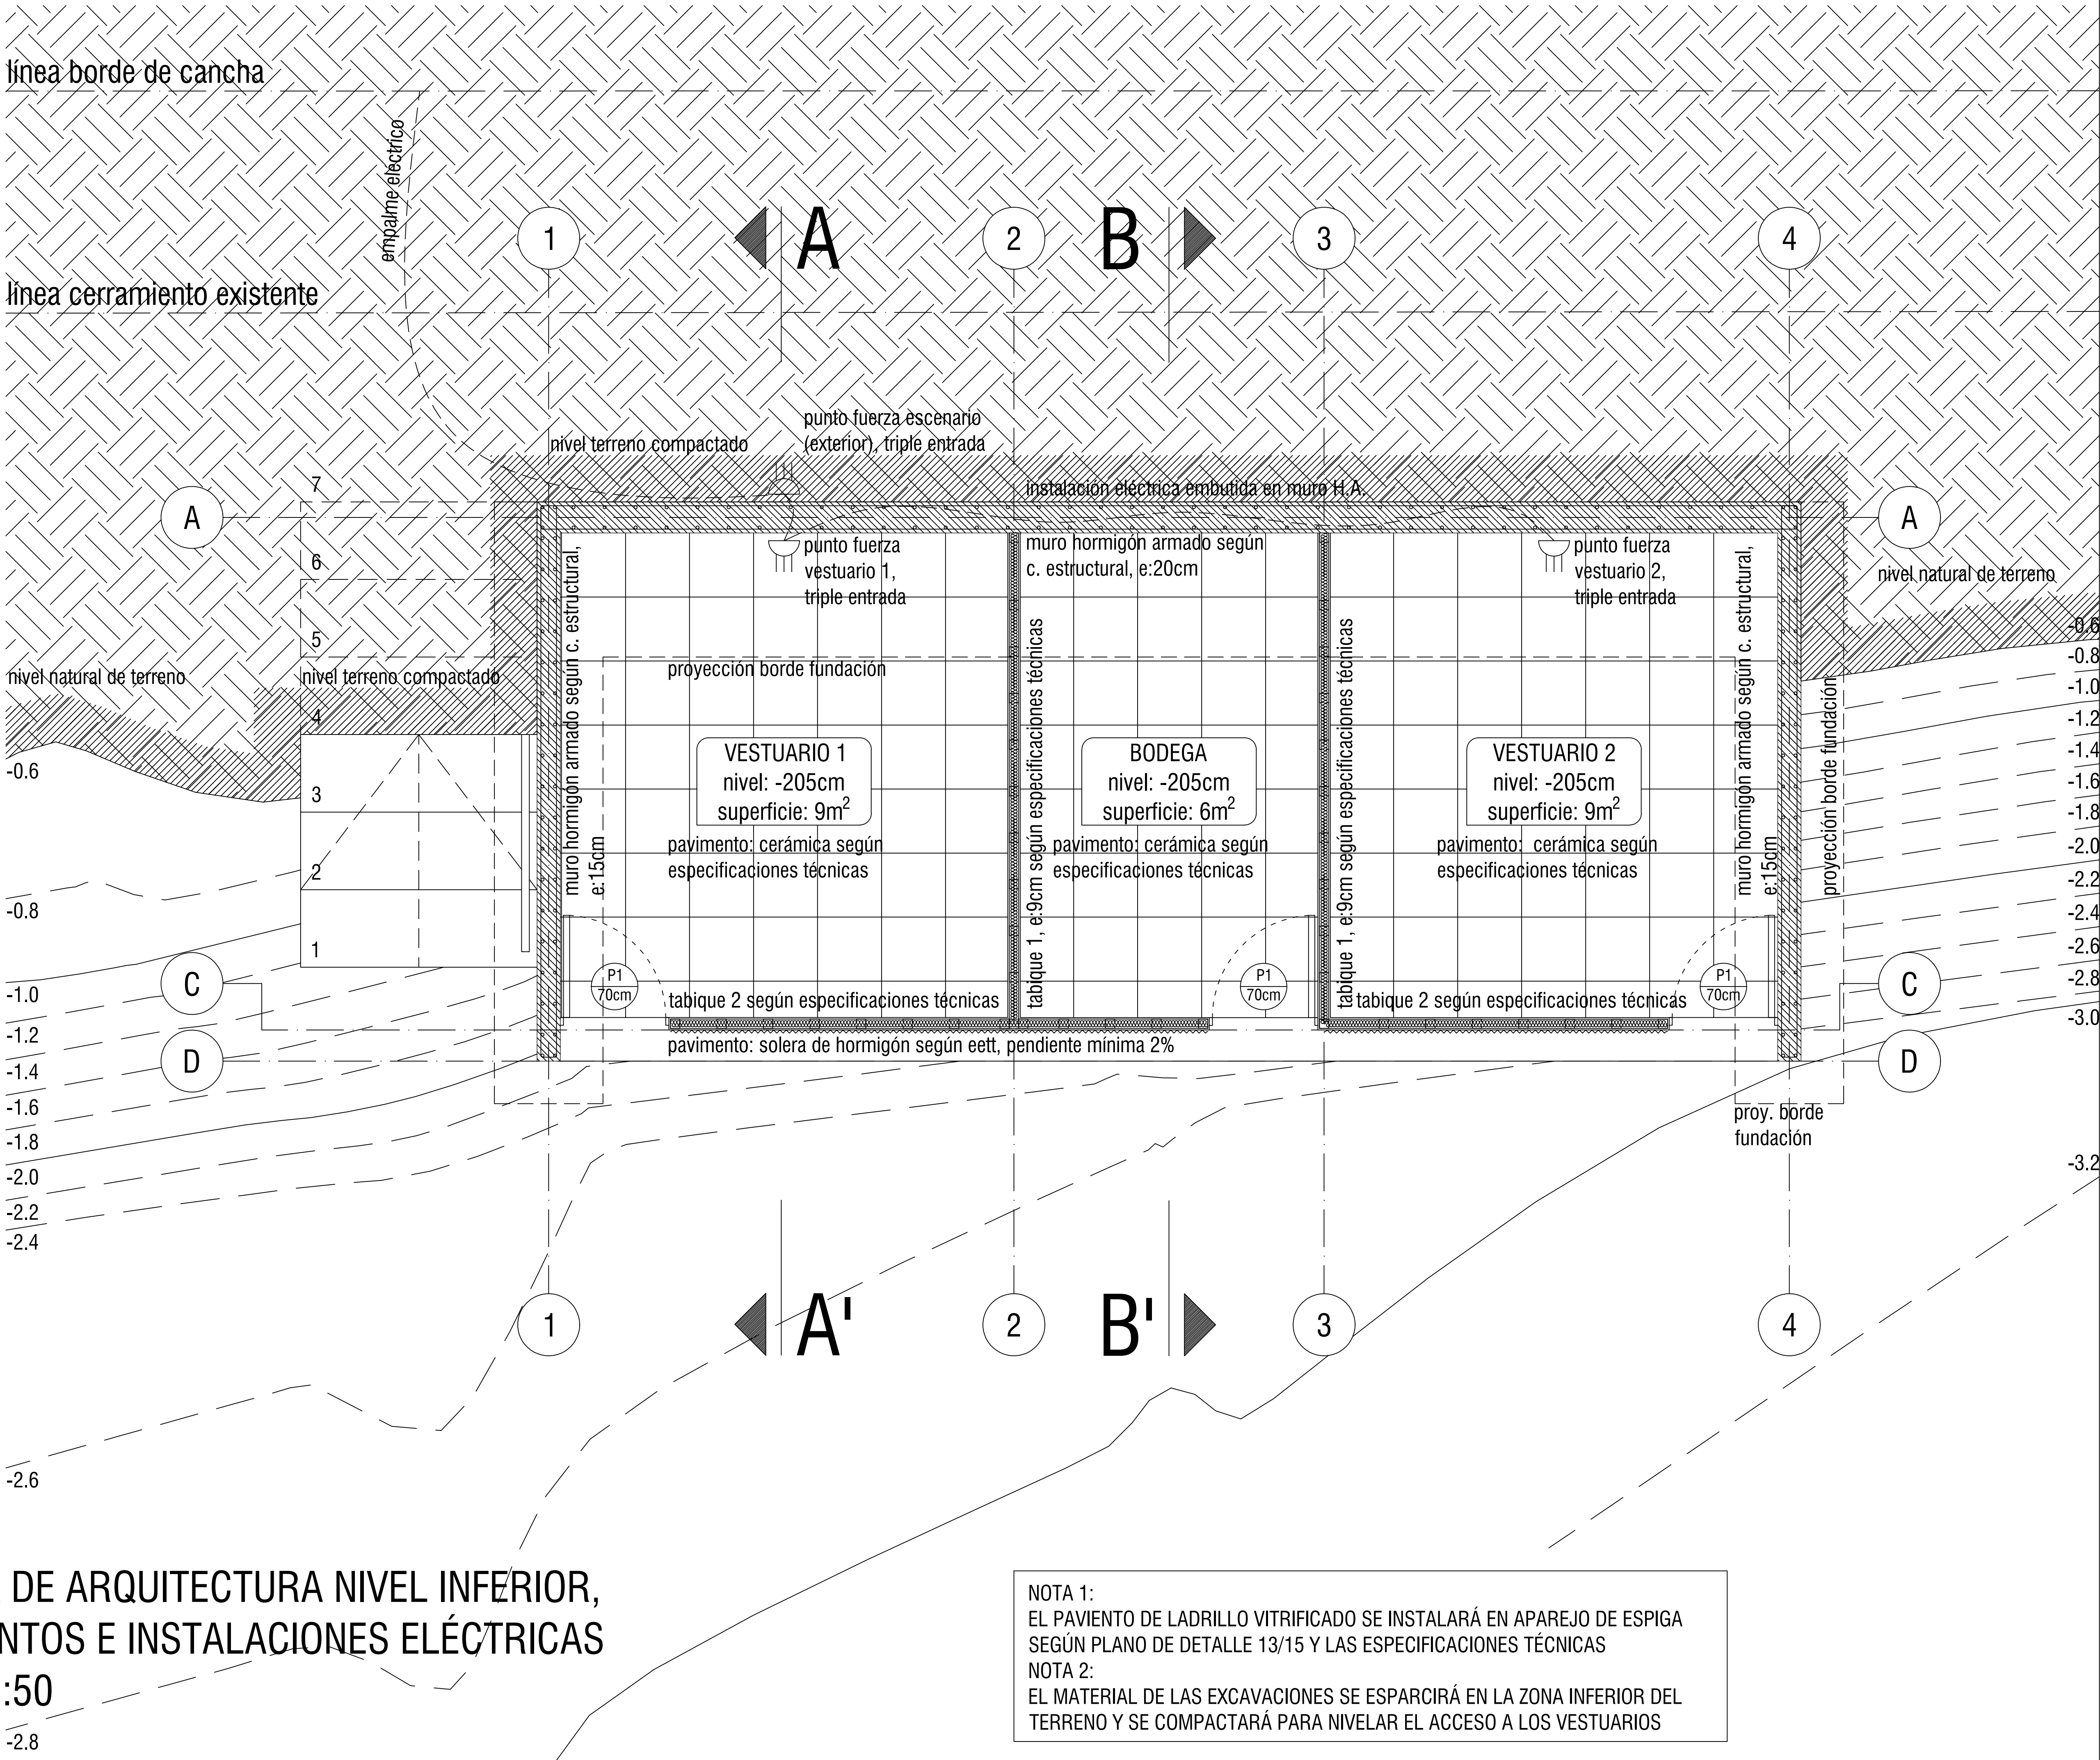 línea borde de cancha
empalme eléctrico
línea cerramiento existente
1
A
2
B
3
4
punto fuerza escenario
(exterior), triple entrada
nivel terreno compactado
7
instalación eléctrica embutida en muro H.A.
A
A
6
muro hormigón armado según c. estructural,
e:15cm
punto fuerza
vestuario 1,
triple entrada
muro hormigón armado según
c. estructural, e:20cm
punto fuerza
vestuario 2,
triple entrada
muro hormigón armado según c. estructural,
e:15cm
nivel natural de terreno
5
tabique 1, e:9cm según especificaciones técnicas
tabique 1, e:9cm según especificaciones técnicas
proyección borde fundación
nivel natural de terreno
nivel terreno compactado
proyección borde fundación
4
3
2
1
VESTUARIO 1
nivel: -205cm
superficie: 9m²
pavimento: cerámica según
especificaciones técnicas
BODEGA
nivel: -205cm
superficie: 6m²
pavimento: cerámica según
especificaciones técnicas
VESTUARIO 2
nivel: -205cm
superficie: 9m²
pavimento: cerámica según
especificaciones técnicas
-0.6
-0.8
-1.0
-1.2
-1.4
-1.6
-1.8
-2.0
-2.2
-2.4
-2.6
-2.8
-3.0
-3.2
-0.6
-0.8
-1.0
-1.2
-1.4
-1.6
-1.8
-2.0
-2.2
-2.4
-2.6
-2.8
C
C
P1
70cm
P1
70cm
P1
70cm
tabique 2 según especificaciones técnicas
tabique 2 según especificaciones técnicas
pavimento: solera de hormigón según eett, pendiente mínima 2%
D
D
proy. borde
fundación
1
A'
2
B'
3
4
DE ARQUITECTURA NIVEL INFERIOR,
NTOS E INSTALACIONES ELÉCTRICAS
:50
NOTA 1:
EL PAVIENTO DE LADRILLO VITRIFICADO SE INSTALARÁ EN APAREJO DE ESPIGA
SEGÚN PLANO DE DETALLE 13/15 Y LAS ESPECIFICACIONES TÉCNICAS
NOTA 2:
EL MATERIAL DE LAS EXCAVACIONES SE ESPARCIRÁ EN LA ZONA INFERIOR DEL
TERRENO Y SE COMPACTARÁ PARA NIVELAR EL ACCESO A LOS VESTUARIOS